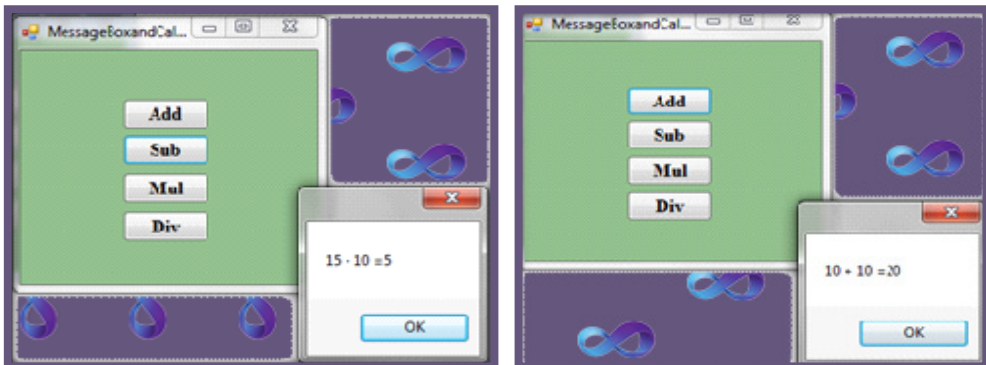 MessageBoxandCal...
Add
Sub
Mul
Div
15 - 10 =5
OK
MessageBoxandCal...
Add
Sub
Mul
Div
10 + 10 =20
OK